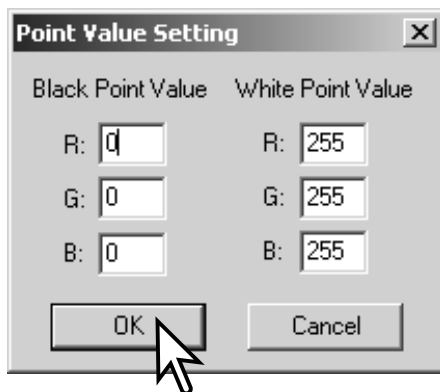 Point Value Setting
Black Point Value White Point Value
R: 0 R: 255
G: 0 G: 255
B: 0 B: 255
OK Cancel